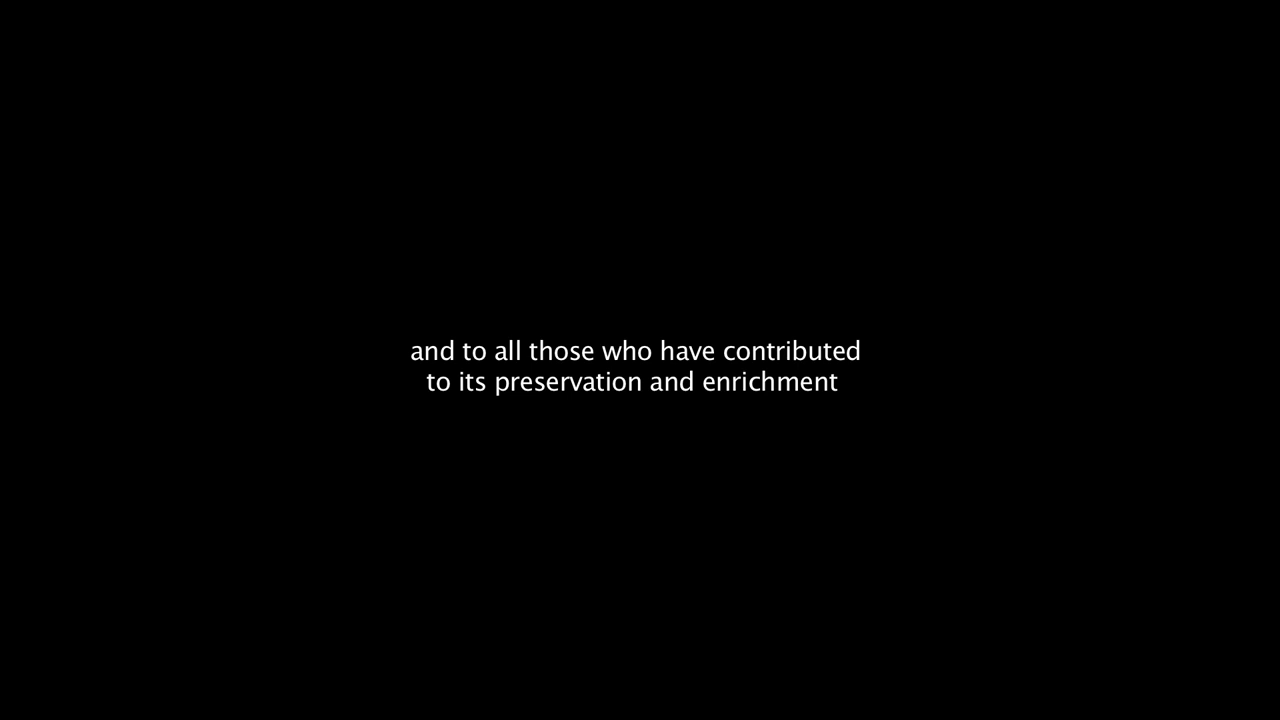 and to all those who have contributed
to its preservation and enrichment